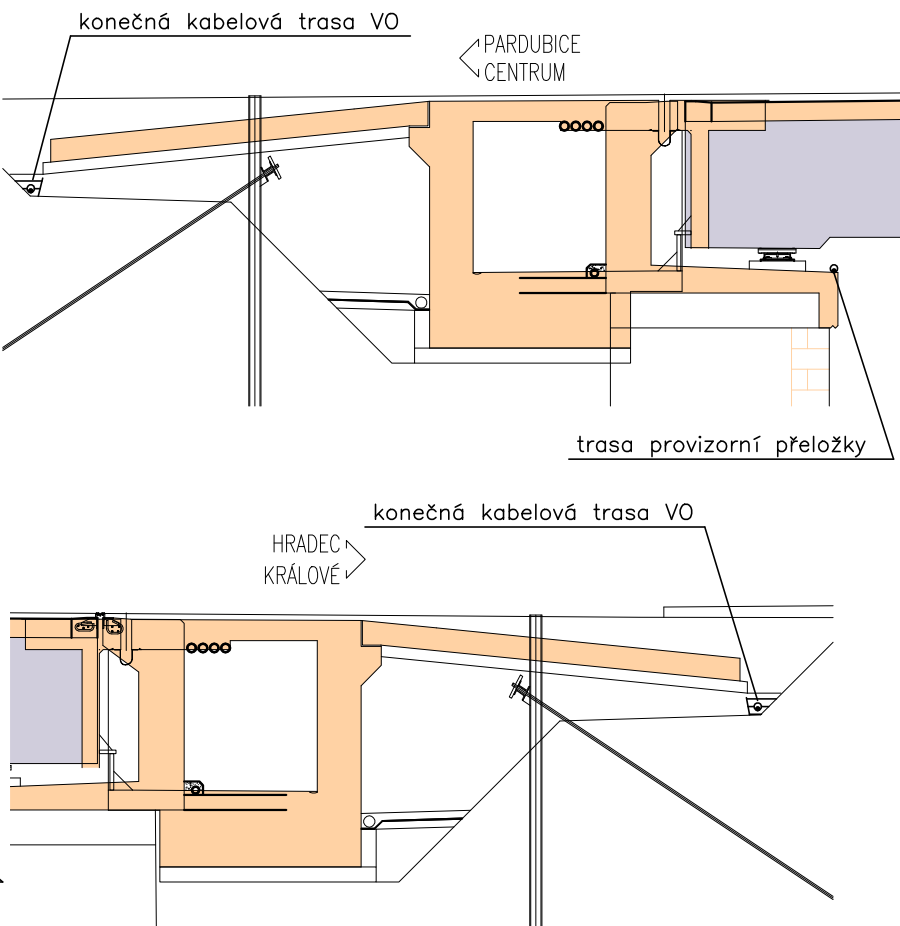 konečná kabelová trasa VO
PARDUBICE
CENTRUM
trasa provizorní přeložky
konečná kabelová trasa VO
HRADEC
KRÁLOVÉ